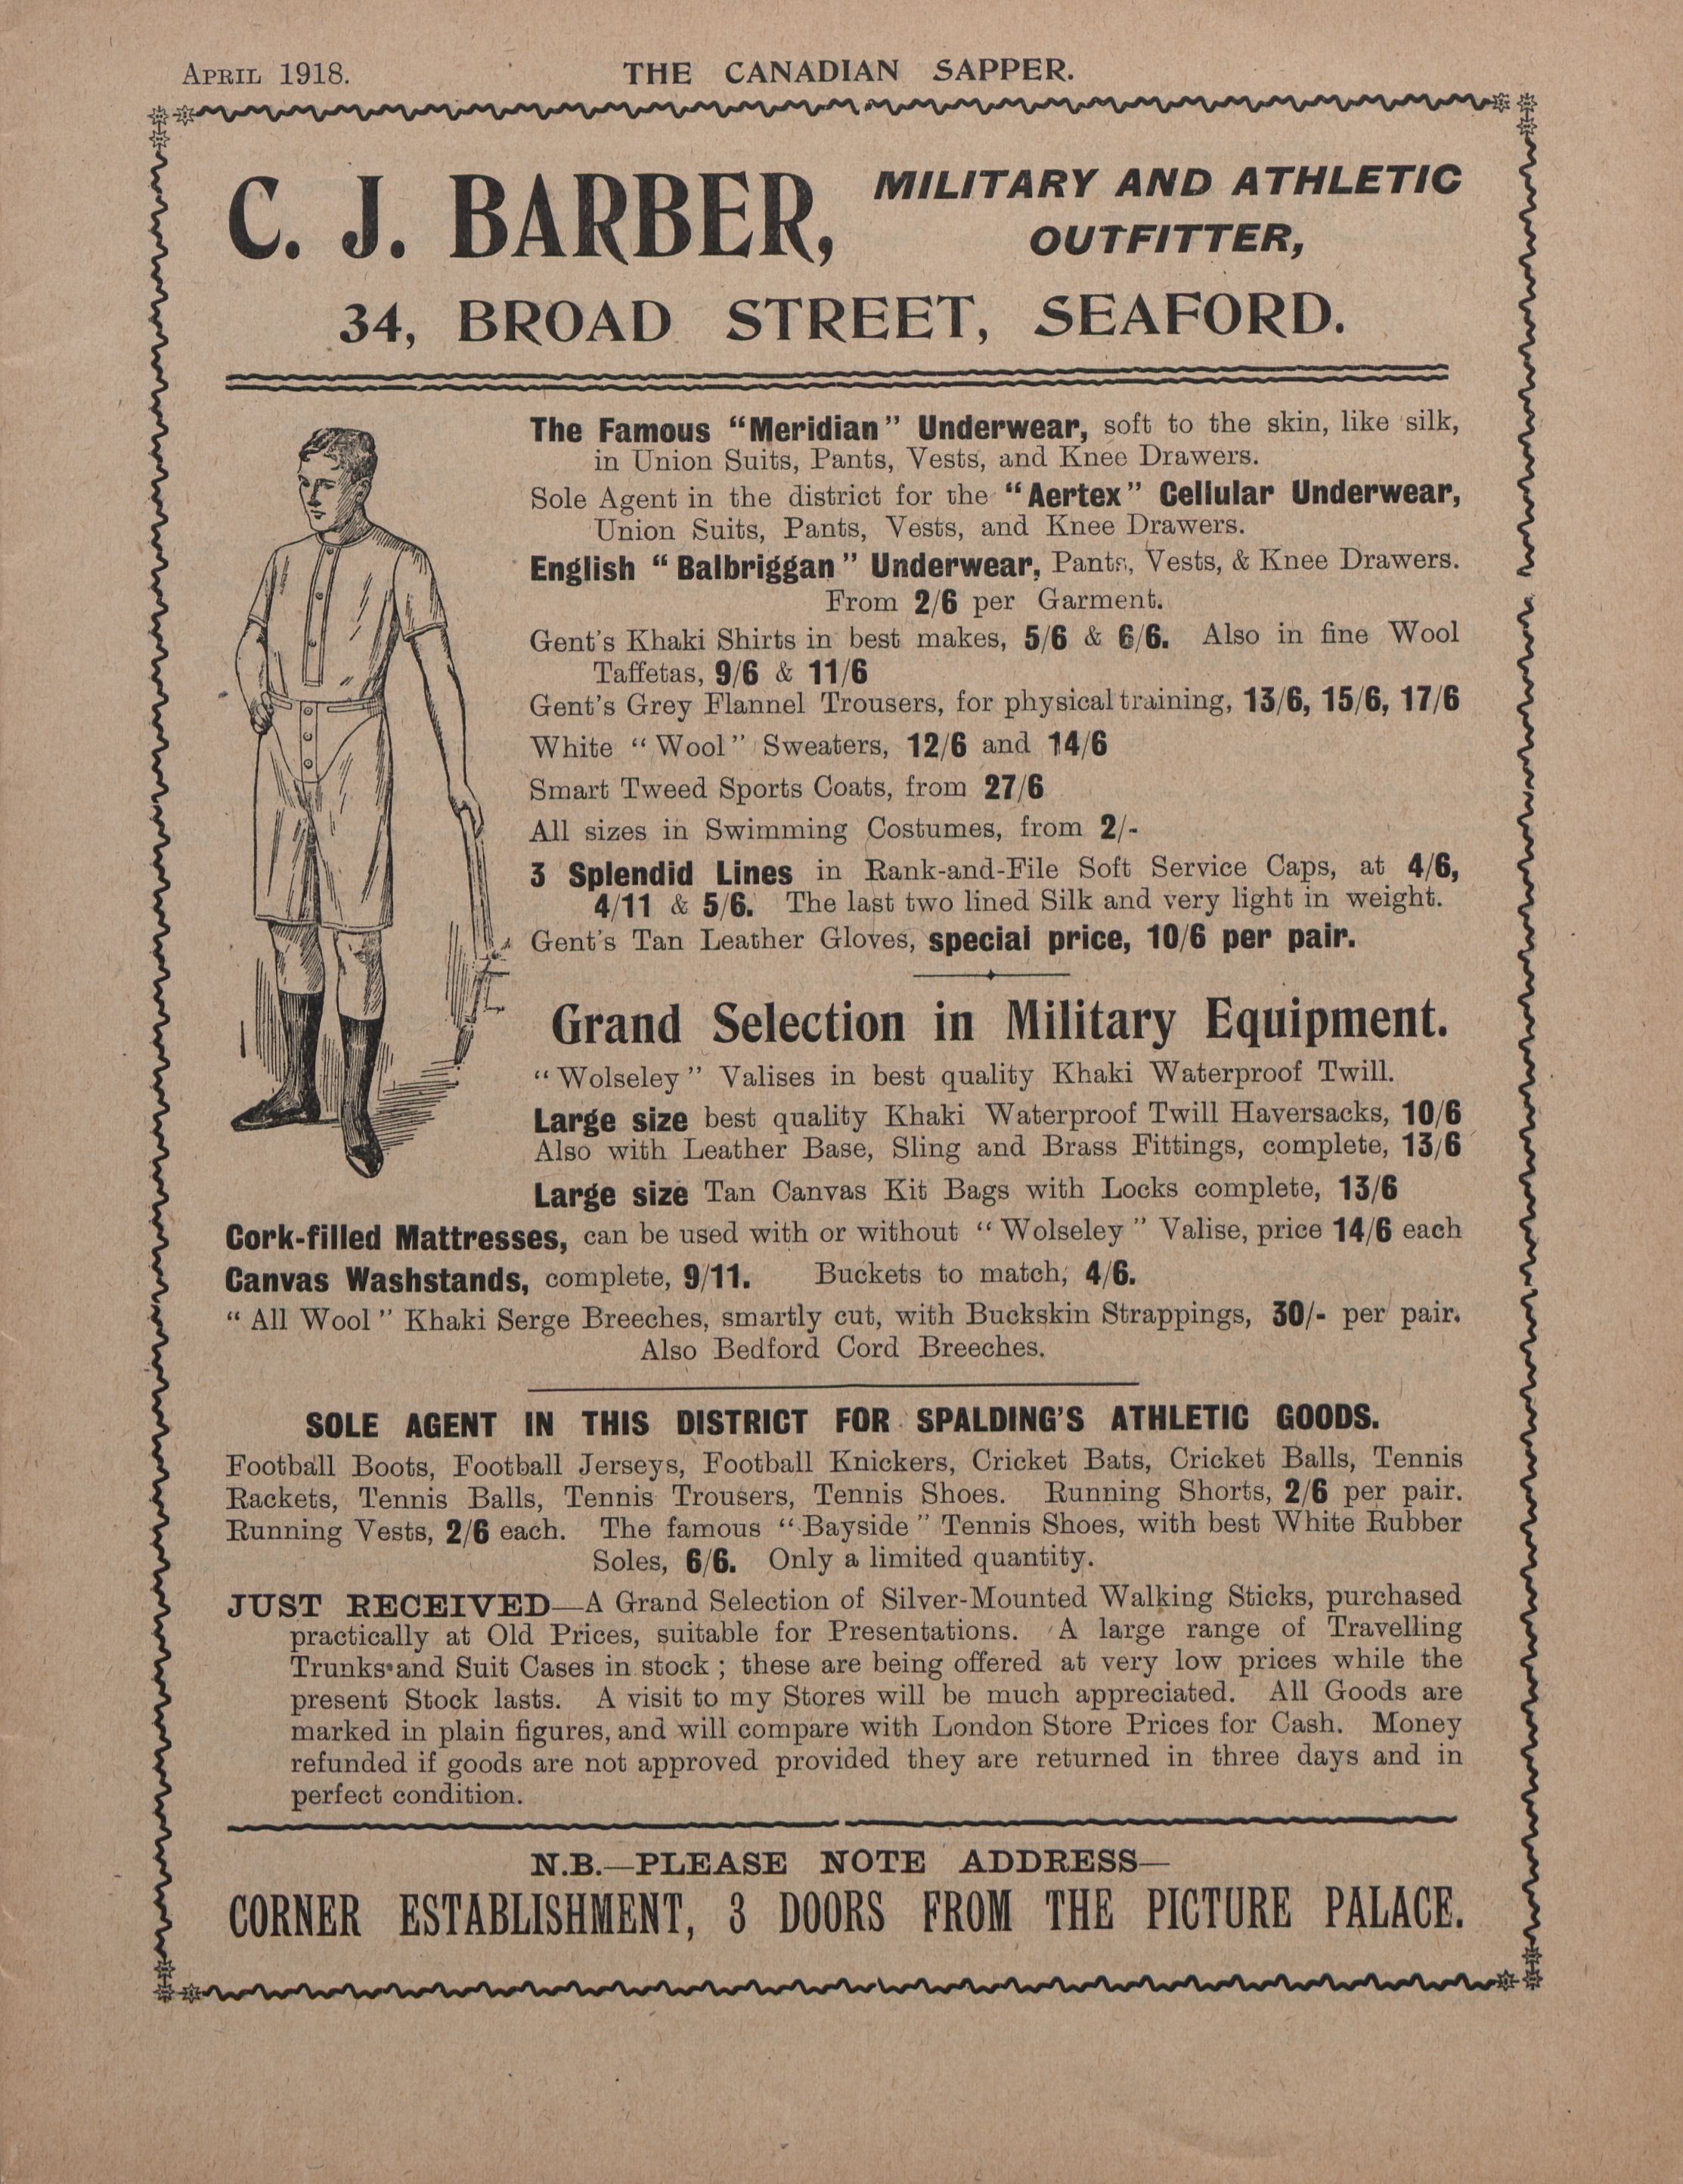 APRIL 1918.
THE CANADIAN SAPPER.
C. J. BARBER,
MILITARY AND ATHLETIC
OUTFITTER,
34, BROAD STREET, SEAFORD.
The Famous "Meridian" Underwear, soft to the skin, like silk,
in Union Suits, Pants, Vests, and Knee Drawers.
Sole Agent in the district for the "Aertex" Cellular Underwear,
Union Suits, Pants, Vests, and Knee Drawers.
English "Balbriggan" Underwear, Pants, Vests, & Knee Drawers.
From 2/6 per Garment.
Gent's Khaki Shirts in best makes, 5/6 & 6/6. Also in fine Wool
Taffetas, 9/6 & 11/6
Gent's Grey Flannel Trousers, for physical training, 13/6, 15/6, 17/6
White "Wool" Sweaters, 12/6 and 14/6
Smart Tweed Sports Coats, from 27/6
All sizes in Swimming Costumes, from 2/-
3 Splendid Lines in Rank-and-File Soft Service Caps, at 4/6,
4/11 & 5/6. The last two lined Silk and very light in weight.
Gent's Tan Leather Gloves, special price, 10/6 per pair.
Grand Selection in Military Equipment.
"Wolseley" Valises in best quality Khaki Waterproof Twill.
Large size best quality Khaki Waterproof Twill Haversacks, 10/6
Also with Leather Base, Sling and Brass Fittings, complete, 13/6
Large size Tan Canvas Kit Bags with Locks complete, 13/6
Cork-filled Mattresses, can be used with or without "Wolseley" Valise, price 14/6 each
Canvas Washstands, complete, 9/11. Buckets to match, 4/6.
"All Wool" Khaki Serge Breeches, smartly cut, with Buckskin Strappings, 30/- per pair.
Also Bedford Cord Breeches.
SOLE AGENT IN THIS DISTRICT FOR SPALDING'S ATHLETIC GOODS.
Football Boots, Football Jerseys, Football Knickers, Cricket Bats, Cricket Balls, Tennis
Rackets, Tennis Balls, Tennis Trousers, Tennis Shoes. Running Shorts, 2/6 per pair.
Running Vests, 2/6 each. The famous "Bayside" Tennis Shoes, with best White Rubber
Soles, 6/6. Only a limited quantity.
JUST RECEIVED—A Grand Selection of Silver-Mounted Walking Sticks, purchased
practically at Old Prices, suitable for Presentations. A large range of Travelling
Trunks and Suit Cases in stock; these are being offered at very low prices while the
present Stock lasts. A visit to my Stores will be much appreciated. All Goods are
marked in plain figures, and will compare with London Store Prices for Cash. Money
refunded if goods are not approved provided they are returned in three days and in
perfect condition.
N.B.—PLEASE NOTE ADDRESS—
CORNER ESTABLISHMENT, 3 DOORS FROM THE PICTURE PALACE.